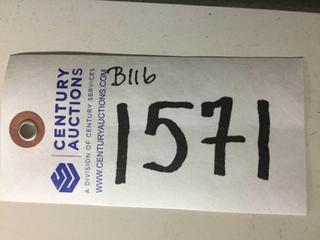 CENTURY
AUCTIONS
A DIVISION OF CENTURY SERVICES
WWW.CENTURYAUCTIONS.COM
B116
1571